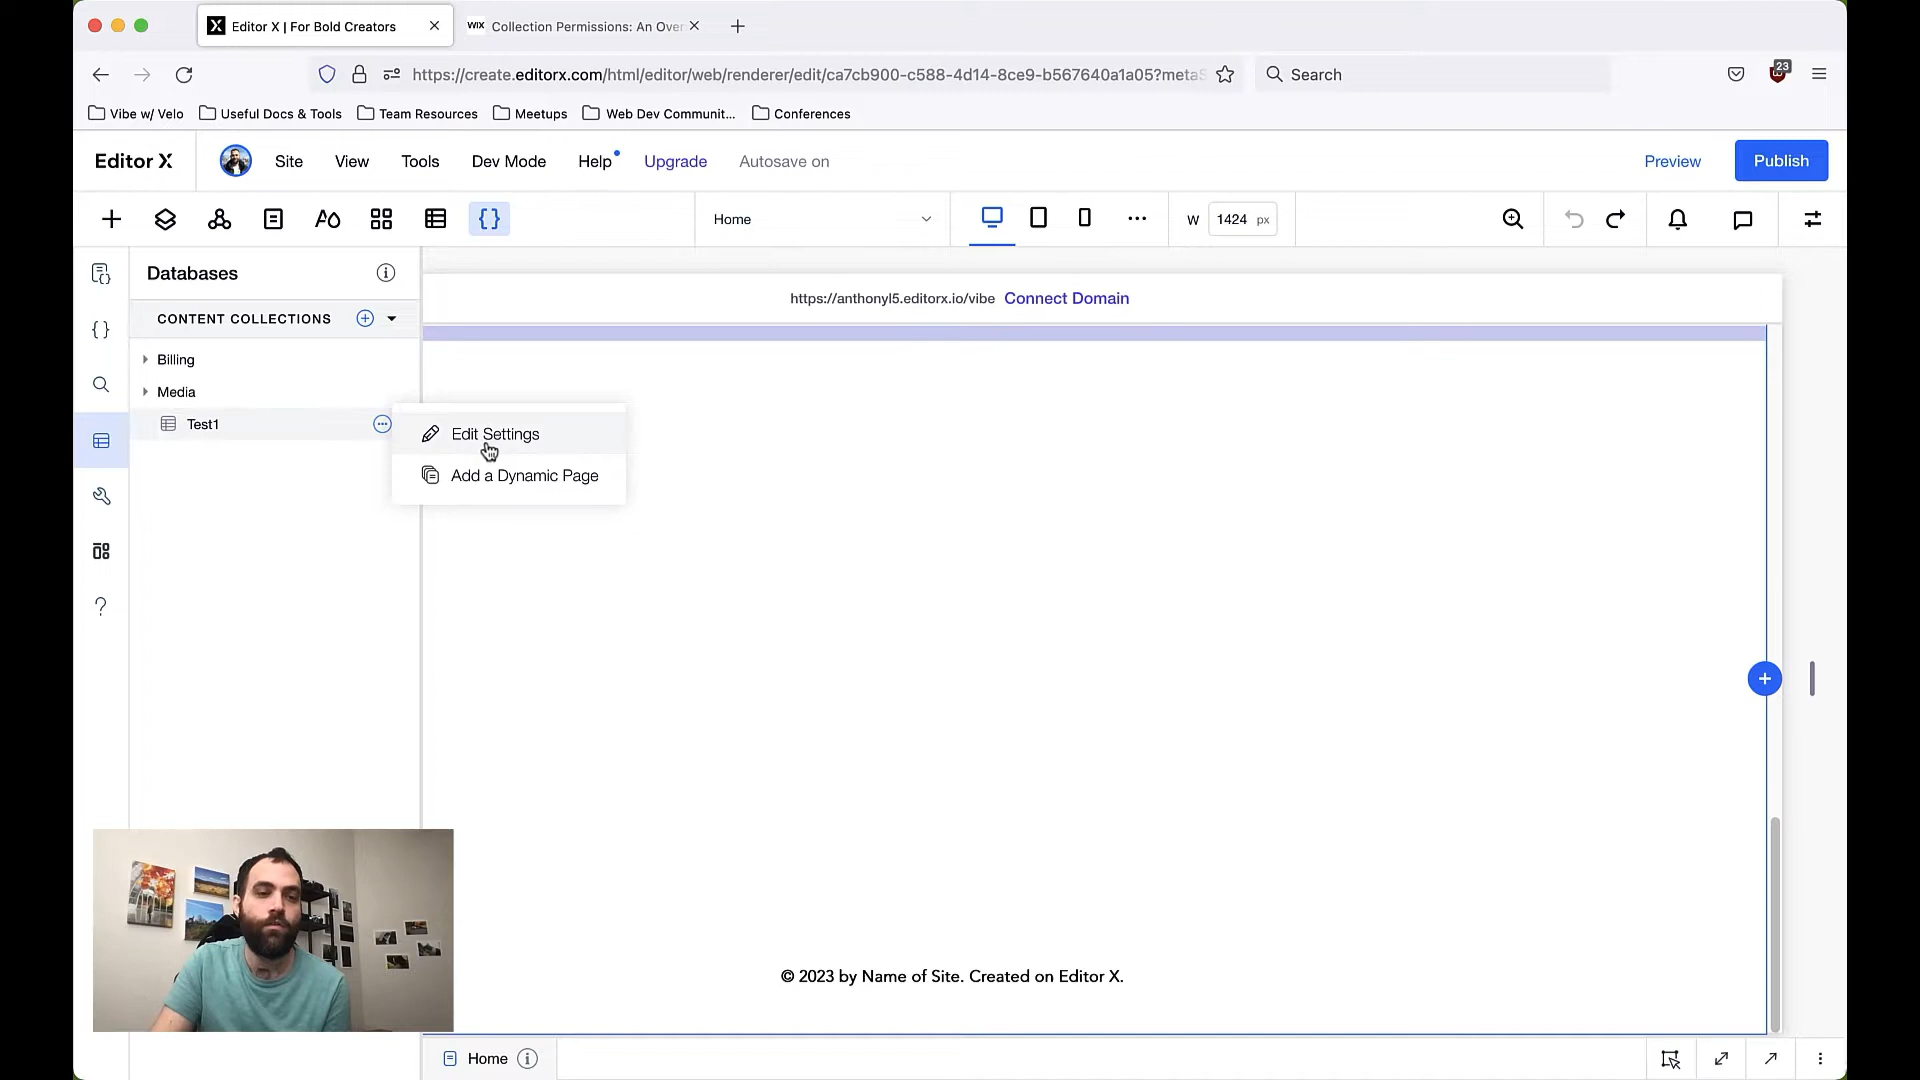 Editor X | For Bold Creators
WIX Collection Permissions: An Over
https://create.editorx.com/html/editor/web/renderer/edit/ca7cb900-c588-4d14-8ce9-b567640a1a05?metaS
Search
23
Vibe w/ Velo
Useful Docs & Tools
Team Resources
Meetups
Web Dev Communit...
Conferences
Editor X
Site
View
Tools
Dev Mode
Help
Upgrade
Autosave on
Preview
Publish
Home
W
1424 px
Databases
https://anthonyl5.editorx.io/vibe Connect Domain
CONTENT COLLECTIONS
Billing
Media
Test1
Edit Settings
Add a Dynamic Page
© 2023 by Name of Site. Created on Editor X.
Home